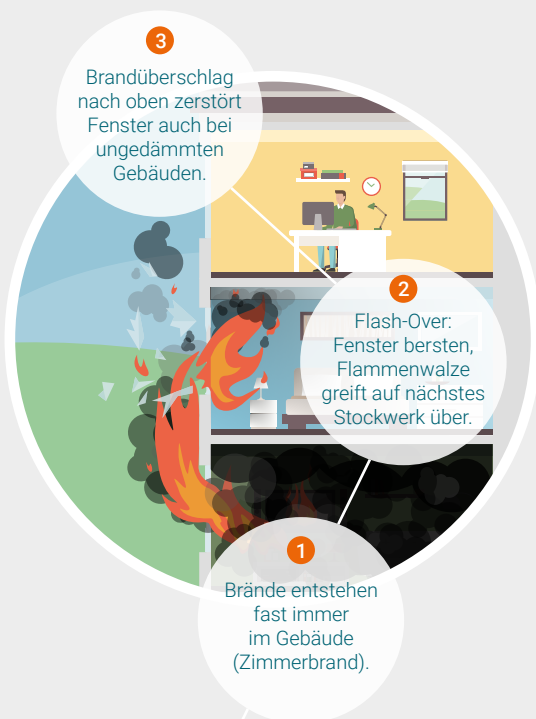 3
Brandüberschlag
nach oben zerstört
Fenster auch bei
ungedämmten
Gebäuden.
2
Flash-Over:
Fenster bersten,
Flammenwalze
greift auf nächstes
Stockwerk über.
1
Brände entstehen
fast immer
im Gebäude
(Zimmerbrand).